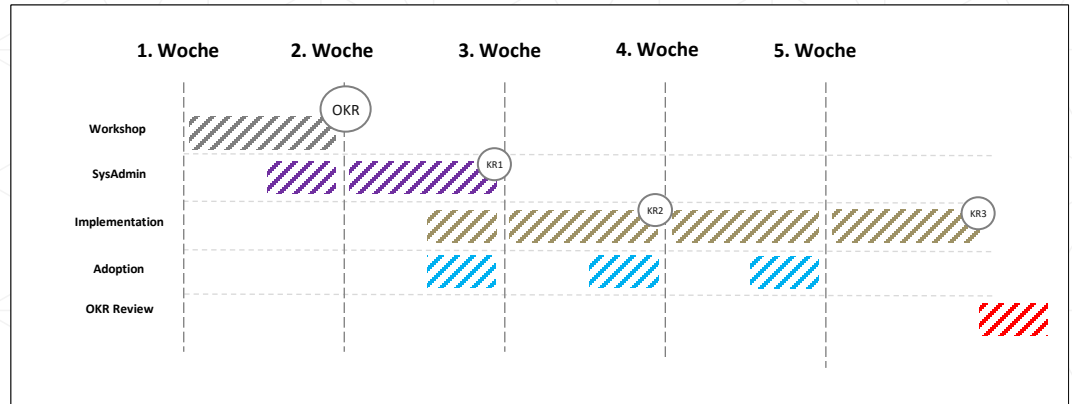 1. Woche 2. Woche 3. Woche 4. Woche 5. Woche
OKR
Workshop
KR1
SysAdmin
KR2
KR3
Implementation
Adoption
OKR Review